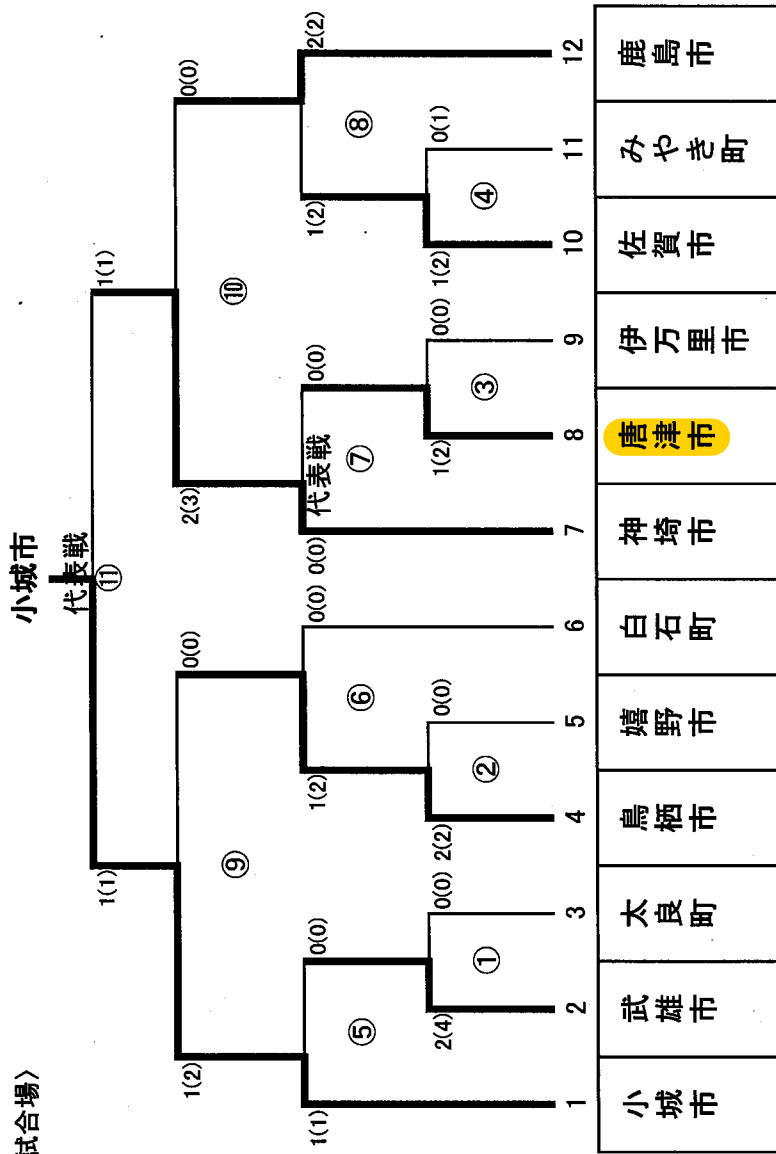 小城市
代表戦
⑪
1(1)
1(1)
0(0)
0(0)
⑩
⑨
2(3)
1(2)
2(2)
⑧
1(2)
0(0)
代表戦
⑦
0(0)
0(0)
⑥
1(2)
0(0)
⑤
1(1)
0(1)
④
1(2)
0(0)
③
1(2)
0(0)
②
2(2)
0(0)
①
2(4)
試合場〉
1 小城市
2 武雄市
3 太良町
4 鳥栖市
5 嬉野市
6 白石町
7 神埼市
8 唐津市
9 伊万里市
10 佐賀市
11 みやき町
12 鹿島市